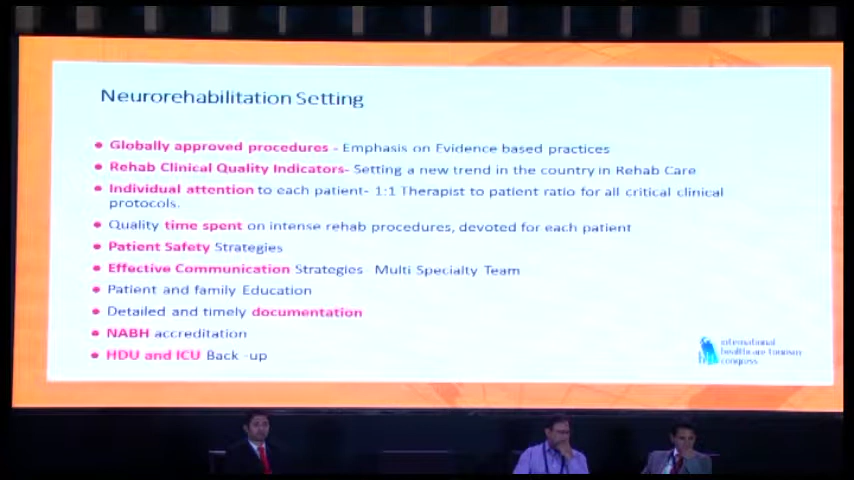 Neurorehabilitation Setting
• Globally approved procedures - Emphasis on Evidence based practices
• Rehab Clinical Quality Indicators- Setting a new trend in the country in Rehab Care
• Individual attention to each patient- 1:1 Therapist to patient ratio for all critical clinical
protocols.
• Quality time spent on intense rehab procedures, devoted for each patient
• Patient Safety Strategies
• Effective Communication Strategies Multi Specialty Team
• Patient and family Education
• Detailed and timely documentation
• NABH accreditation
• HDU and ICU Back -up
international
healthcare tourism
congress